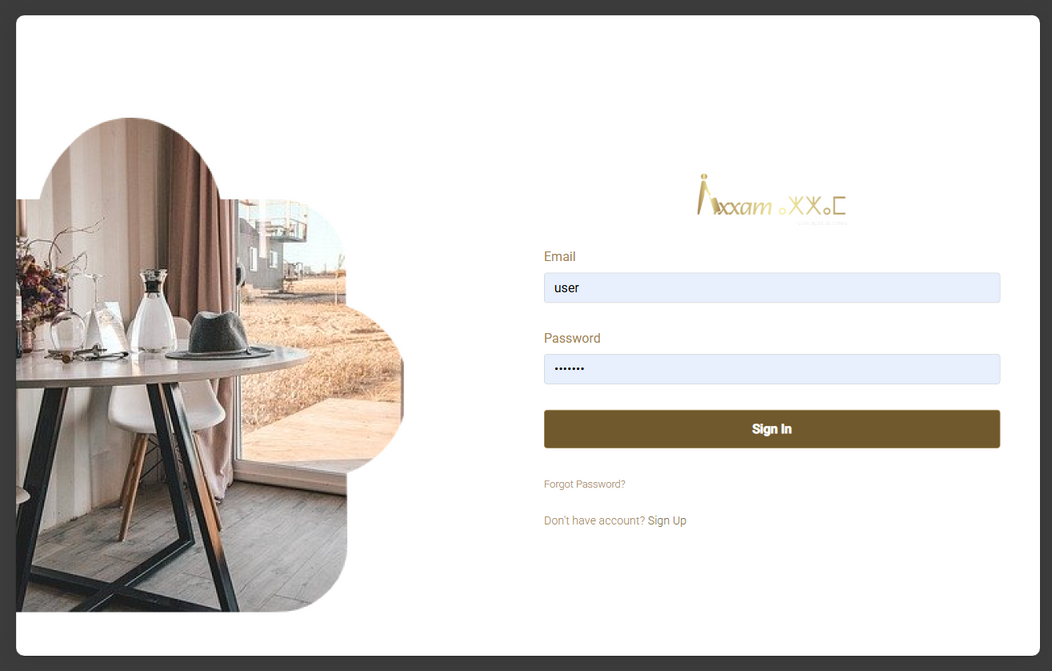 Axxam ⴰⵅⵅⴰⵎ
Email
user
Password
•••••••
Sign In
Forgot Password?
Don't have account? Sign Up